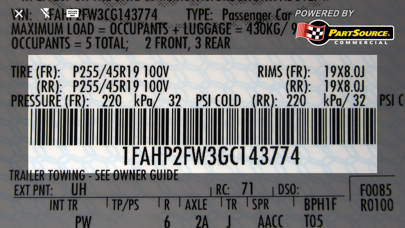 1FAHP2FW3CG143774 TYPE: Passenger Car POWERED BY
PARTSOURCE
COMMERCIAL
MAXIMUM LOAD = OCCUPANTS + LUGGAGE = 430KG/9
OCCUPANTS = 5 TOTAL; 2 FRONT, 3 REAR
TIRE (FR): P255/45R19 100V RIMS (FR): 19X8.0J
(RR): P255/45R19 100V (RR): 19X8.0J
PRESSURE (FR): 220 kPa/ 32 PSI COLD (RR): 220 kPa/ 32 PSI C
1FAHP2FW3GC143774
TRAILER TOWING - SEE OWNER GUIDE
EXT PNT: UH RC: 71 DSO: F0085
INT TR TP/PS R AXLE TR SPR BPH1F R0100
PW 6 2A J AACC T05